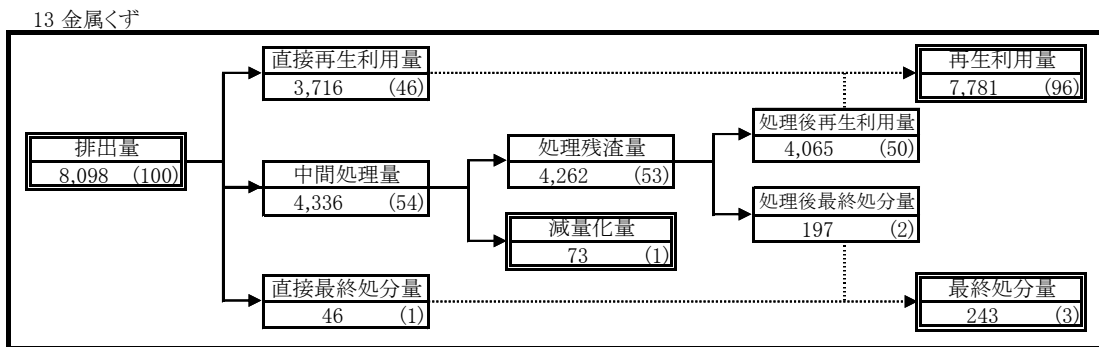 13 金属くず
直接再生利用量
3,716 (46)
再生利用量
7,781 (96)
排出量
8,098 (100)
中間処理量
4,336 (54)
処理残渣量
4,262 (53)
処理後再生利用量
4,065 (50)
処理後最終処分量
197 (2)
減量化量
73 (1)
直接最終処分量
46 (1)
最終処分量
243 (3)